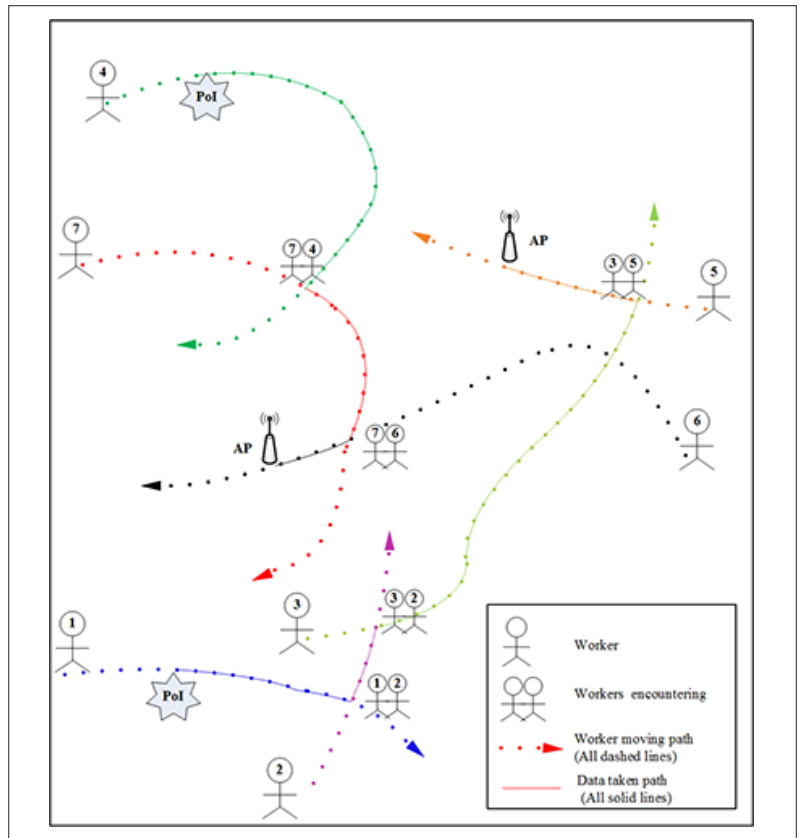 4
PoI
7
7 4
AP
3 5
5
AP
7 6
6
3
3 2
1
PoI
1 2
2
Worker
Workers encountering
Worker moving path
(All dashed lines)
Data taken path
(All solid lines)